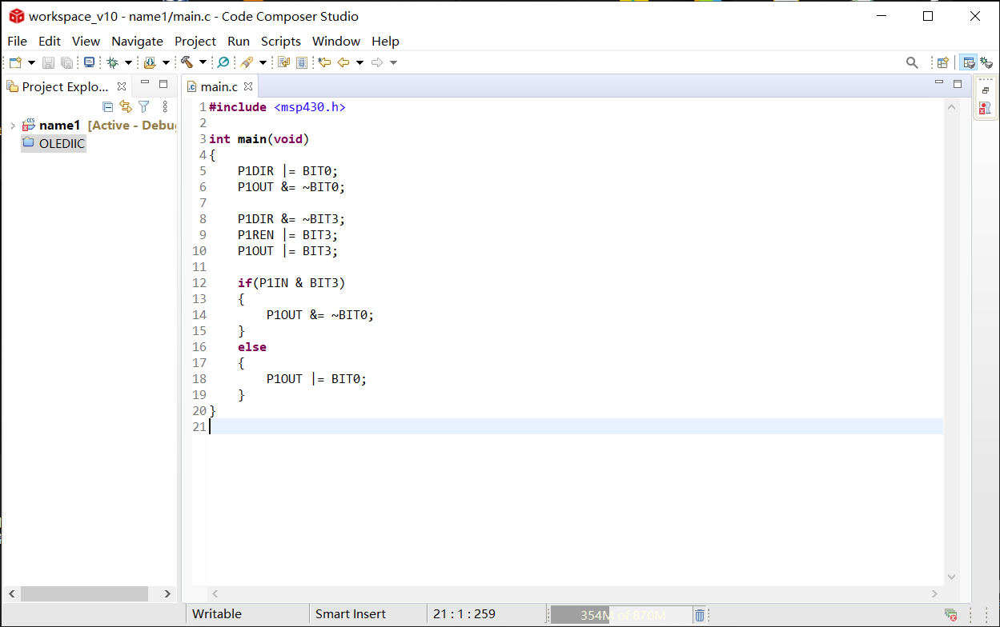 workspace_v10 - name1/main.c - Code Composer Studio
File Edit View Navigate Project Run Scripts Window Help
Project Explo...
main.c
name1 [Active - Debu
OLEDIIC
1 #include <msp430.h>
2
3 int main(void)
4 {
5 P1DIR |= BIT0;
6 P1OUT &= ~BIT0;
7
8 P1DIR &= ~BIT3;
9 P1REN |= BIT3;
10 P1OUT |= BIT3;
11
12 if(P1IN & BIT3)
13 {
14 P1OUT &= ~BIT0;
15 }
16 else
17 {
18 P1OUT |= BIT0;
19 }
20 }
21
Writable
Smart Insert
21 : 1 : 259
354M of 870M